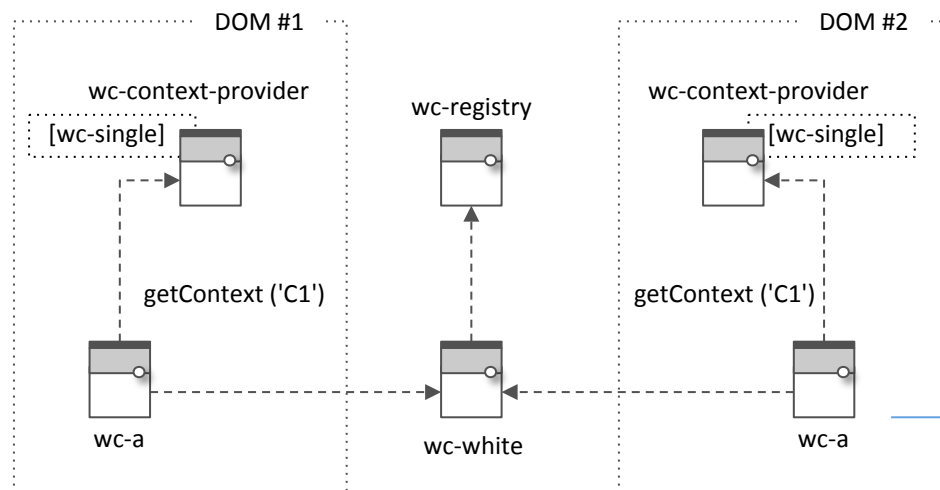 DOM #1
DOM #2
wc-context-provider
wc-registry
wc-context-provider
[wc-single]
[wc-single]
getContext ('C1')
getContext ('C1')
wc-a
wc-white
wc-a